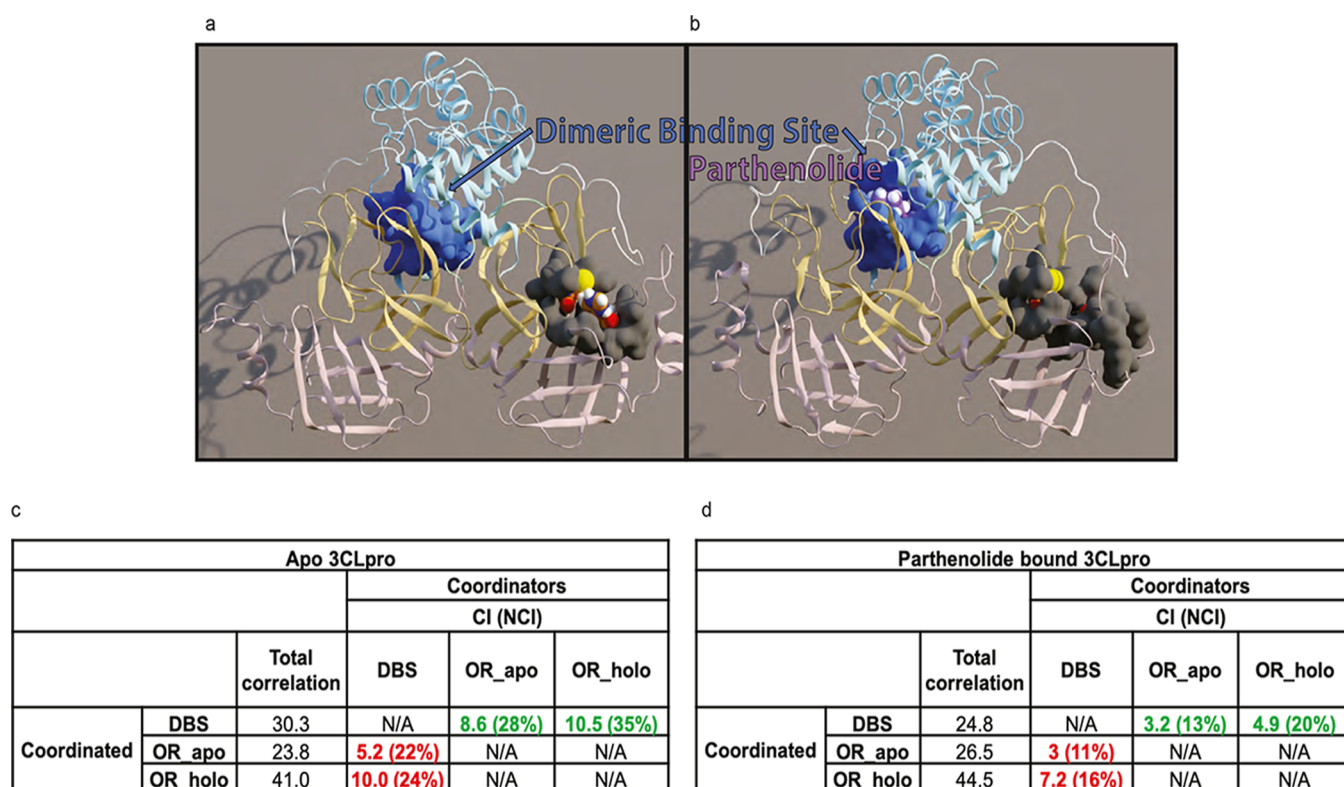 a
b
Dimeric Binding Site
Parthenolide
c
d
Apo 3CLpro
Coordinators
CI (NCI)
Total correlation DBS OR_apo OR_holo
Coordinated DBS 30.3 N/A 8.6 (28%) 10.5 (35%)
OR_apo 23.8 5.2 (22%) N/A N/A
OR_holo 41.0 10.0 (24%) N/A N/A
Parthenolide bound 3CLpro
Coordinators
CI (NCI)
Total correlation DBS OR_apo OR_holo
Coordinated DBS 24.8 N/A 3.2 (13%) 4.9 (20%)
OR_apo 26.5 3 (11%) N/A N/A
OR_holo 44.5 7.2 (16%) N/A N/A